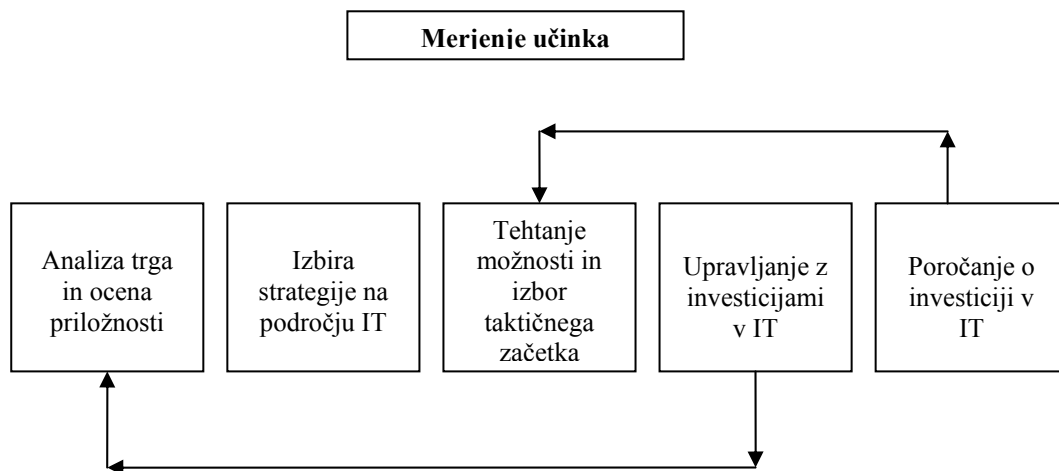 Merjenje učinka
Analiza trga
in ocena
priložnosti
Izbira
strategije na
področju IT
Tehtanje
možnosti in
izbor
taktičnega
začetka
Upravljanje z
investicijami
v IT
Poročanje o
investiciji v
IT